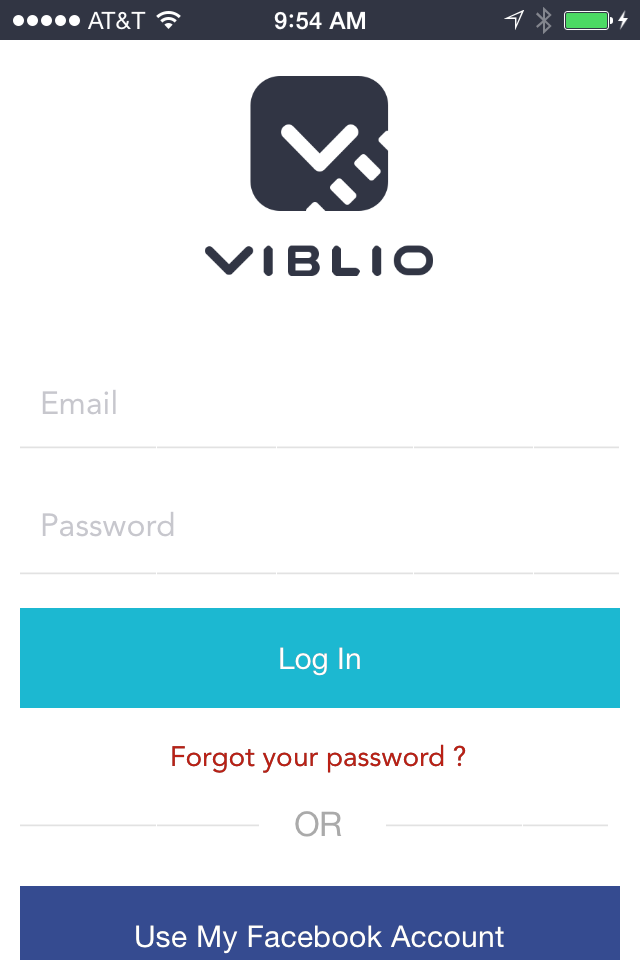 AT&T 9:54 AM
VIBLIO
Email
Password
Log In
Forgot your password ?
OR
Use My Facebook Account